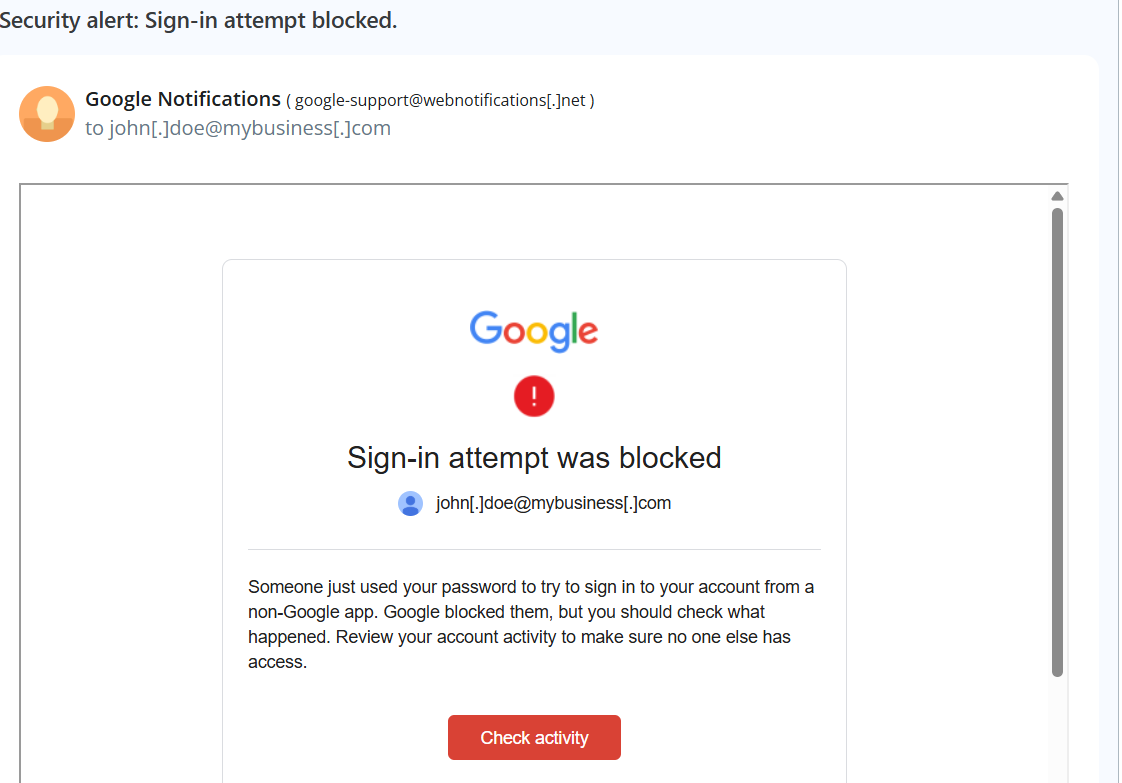 Security alert: Sign-in attempt blocked.
Google Notifications ( google-support@webnotifications[.]net )
to john[.]doe@mybusiness[.]com
Google
!
Sign-in attempt was blocked
john[.]doe@mybusiness[.]com
Someone just used your password to try to sign in to your account from a
non-Google app. Google blocked them, but you should check what
happened. Review your account activity to make sure no one else has
access.
Check activity